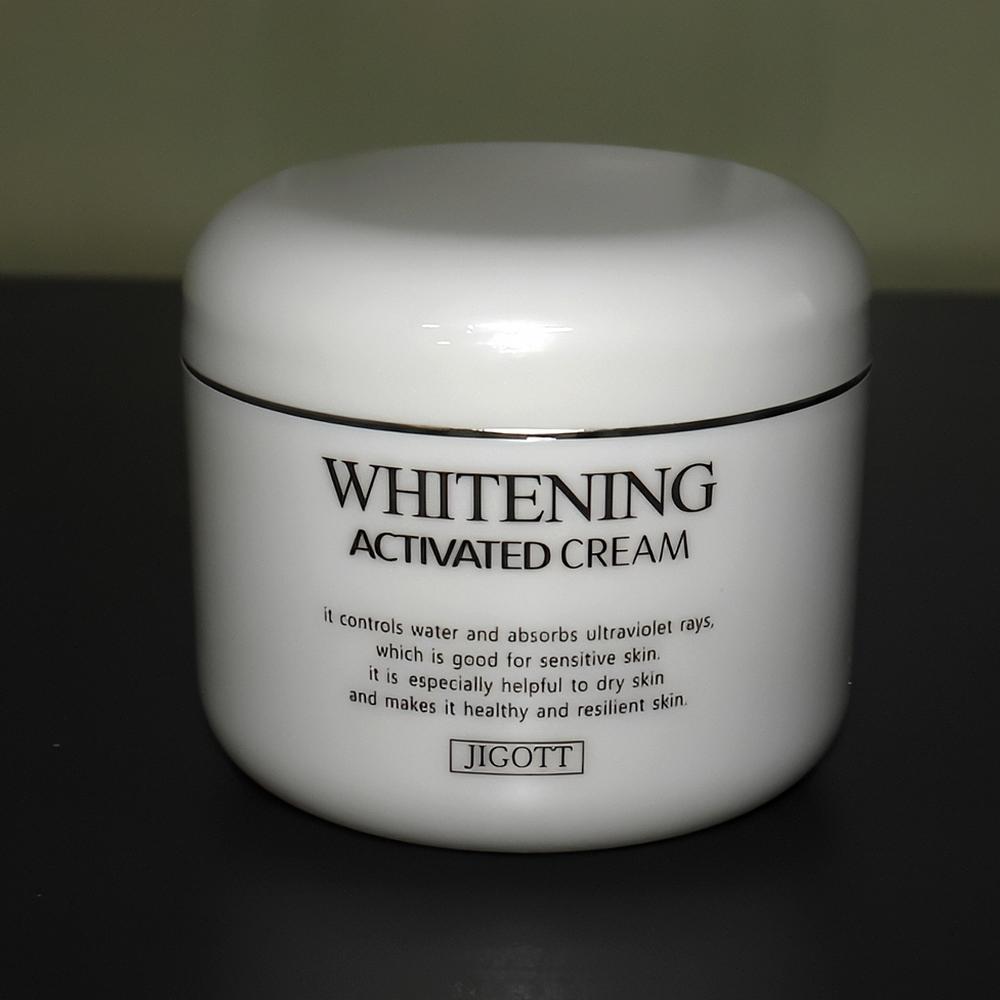 WHITENING
ACTIVATED CREAM
it controls water and absorbs ultraviolet rays,
which is good for sensitive skin.
it is especially helpful to dry skin
and makes it healthy and resilient skin.
JIGOTT